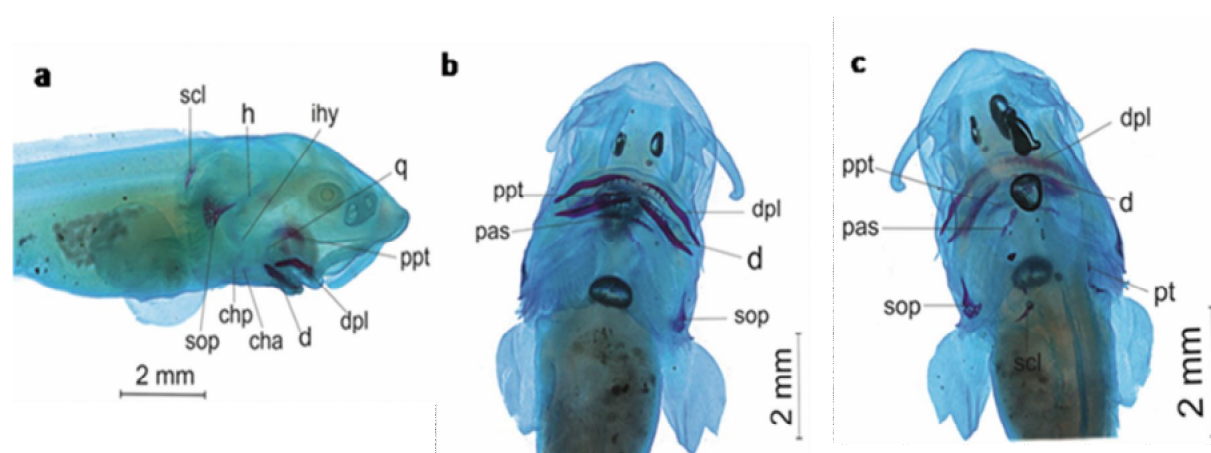 a
scl
h
ihy
q
ppt
sop
chp
cha
d
dpl
2 mm
b
ppt
pas
dpl
d
sop
2 mm
c
dpl
ppt
d
pas
pt
sop
scl
2 mm